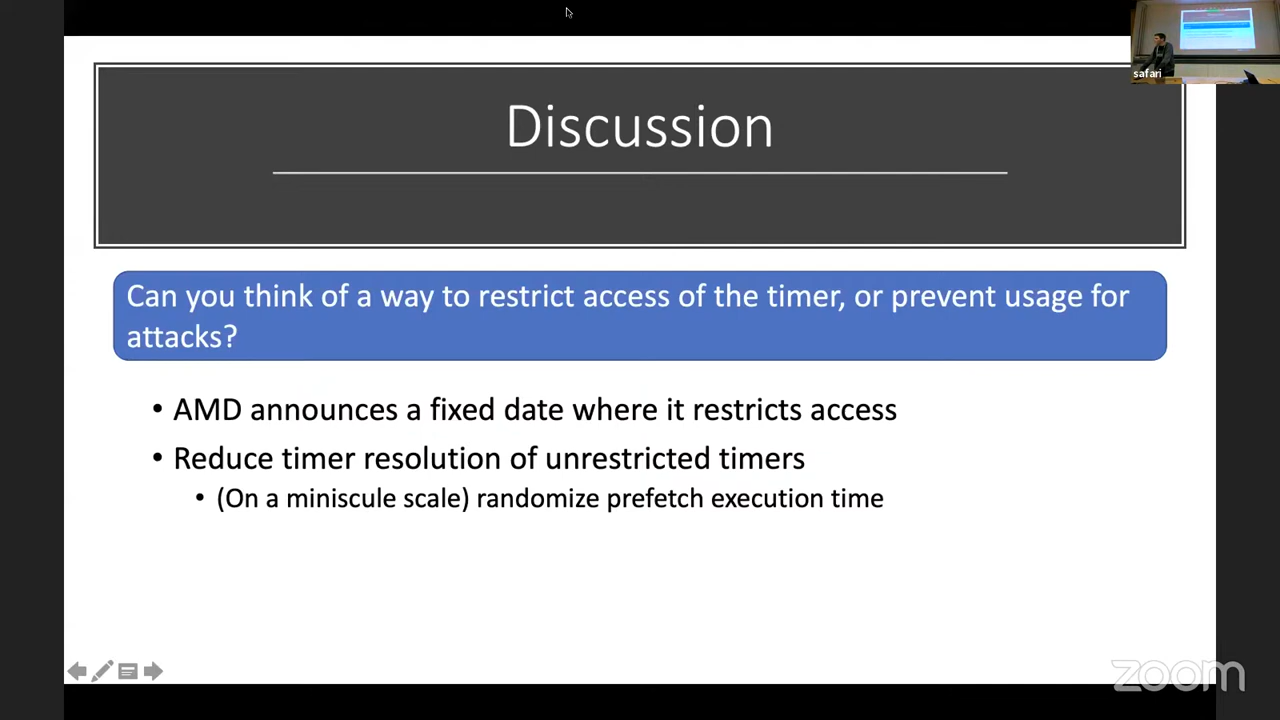 safari
Discussion
Can you think of a way to restrict access of the timer, or prevent usage for
attacks?
• AMD announces a fixed date where it restricts access
• Reduce timer resolution of unrestricted timers
• (On a miniscule scale) randomize prefetch execution time
zoom